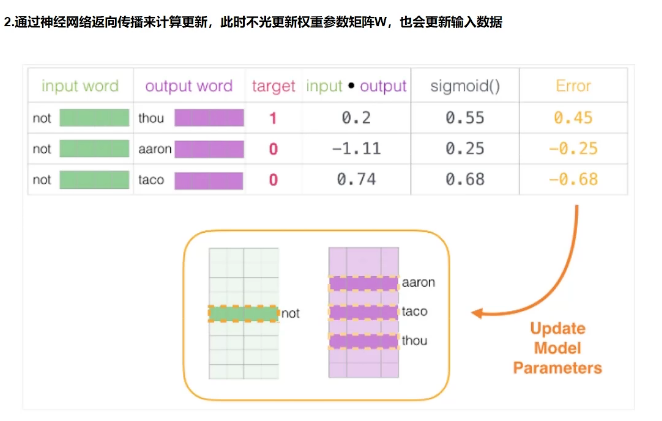 2.通过神经网络返向传播来计算更新，此时不光更新权重参数矩阵W，也会更新输入数据
input word output word target input • output sigmoid() Error
not thou 1 0.2 0.55 0.45
not aaron 0 -1.11 0.25 -0.25
not taco 0 0.74 0.68 -0.68
aaron
not taco
thou
Update
Model
Parameters